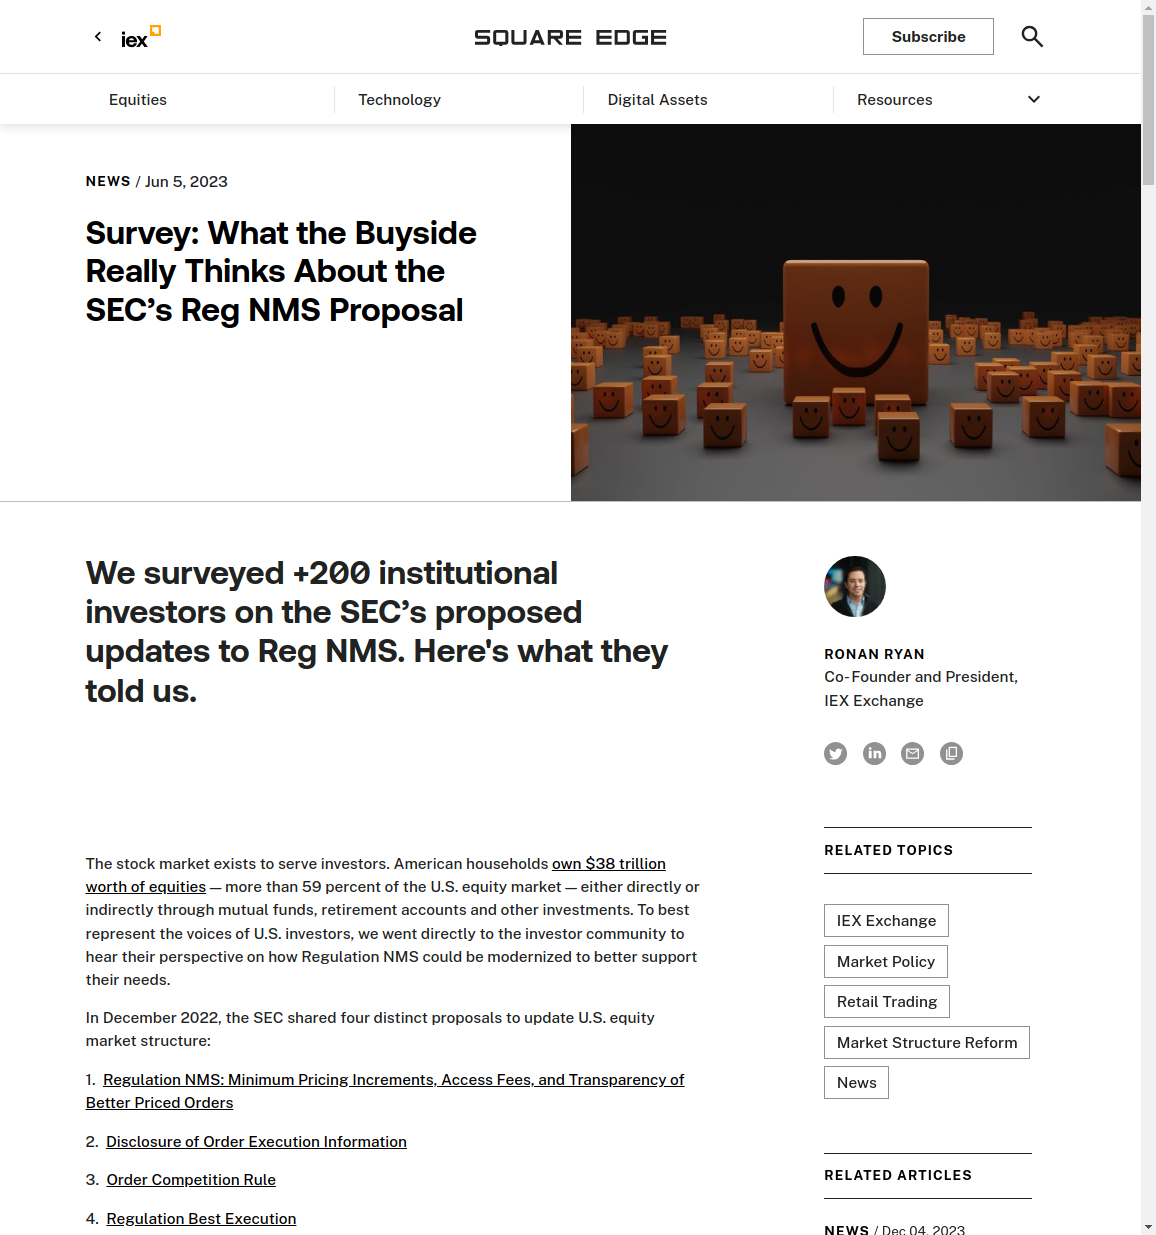 iex
SQUARE EDGE
Subscribe
Equities
Technology
Digital Assets
Resources
NEWS / Jun 5, 2023
Survey: What the Buyside
Really Thinks About the
SEC’s Reg NMS Proposal
We surveyed +200 institutional
investors on the SEC’s proposed
updates to Reg NMS. Here's what they
told us.
RONAN RYAN
Co-Founder and President,
IEX Exchange
The stock market exists to serve investors. American households own $38 trillion
worth of equities — more than 59 percent of the U.S. equity market — either directly or
indirectly through mutual funds, retirement accounts and other investments. To best
represent the voices of U.S. investors, we went directly to the investor community to
hear their perspective on how Regulation NMS could be modernized to better support
their needs.
In December 2022, the SEC shared four distinct proposals to update U.S. equity
market structure:
1. Regulation NMS: Minimum Pricing Increments, Access Fees, and Transparency of
Better Priced Orders
2. Disclosure of Order Execution Information
3. Order Competition Rule
4. Regulation Best Execution
RELATED TOPICS
IEX Exchange
Market Policy
Retail Trading
Market Structure Reform
News
RELATED ARTICLES
NEWS / Dec 04, 2023